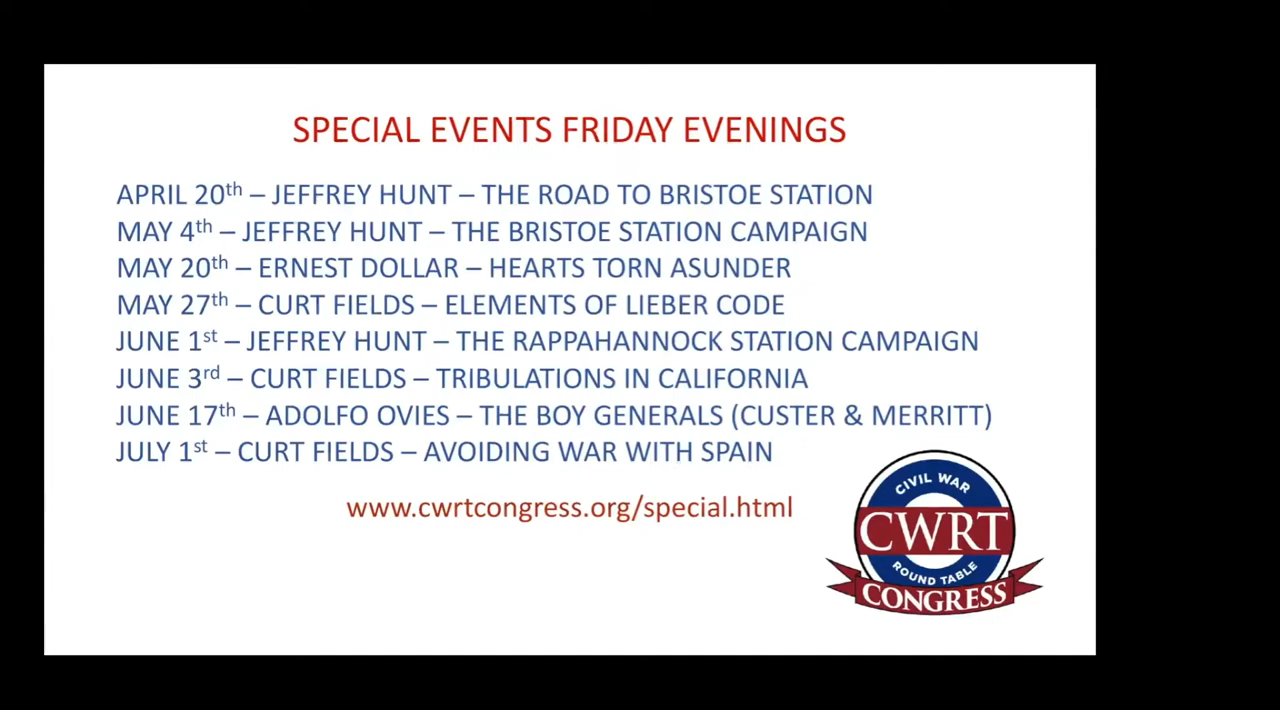 SPECIAL EVENTS FRIDAY EVENINGS
APRIL 20th – JEFFREY HUNT – THE ROAD TO BRISTOE STATION
MAY 4th – JEFFREY HUNT – THE BRISTOE STATION CAMPAIGN
MAY 20th – ERNEST DOLLAR – HEARTS TORN ASUNDER
MAY 27th – CURT FIELDS – ELEMENTS OF LIEBER CODE
JUNE 1st – JEFFREY HUNT – THE RAPPAHANNOCK STATION CAMPAIGN
JUNE 3rd – CURT FIELDS – TRIBULATIONS IN CALIFORNIA
JUNE 17th – ADOLFO OVIES – THE BOY GENERALS (CUSTER & MERRITT)
JULY 1st – CURT FIELDS – AVOIDING WAR WITH SPAIN
www.cwrtcongress.org/special.html
CIVIL WAR
CWRT
ROUND TABLE
CONGRESS